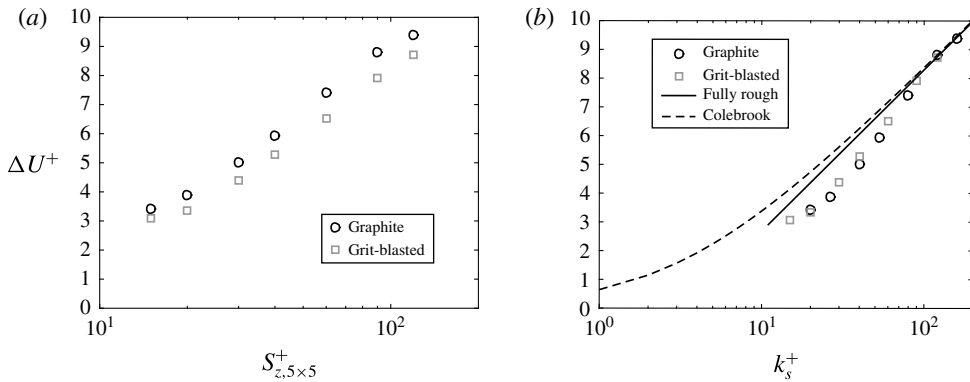 (a)
10
9
8
7
6
5
4
3
2
1
0
ΔU⁺
10¹
10²
S⁺z,5×5
Graphite
Grit-blasted
(b)
10
9
8
7
6
5
4
3
2
1
0
10⁰
10¹
10²
kₛ⁺
Graphite
Grit-blasted
Fully rough
Colebrook